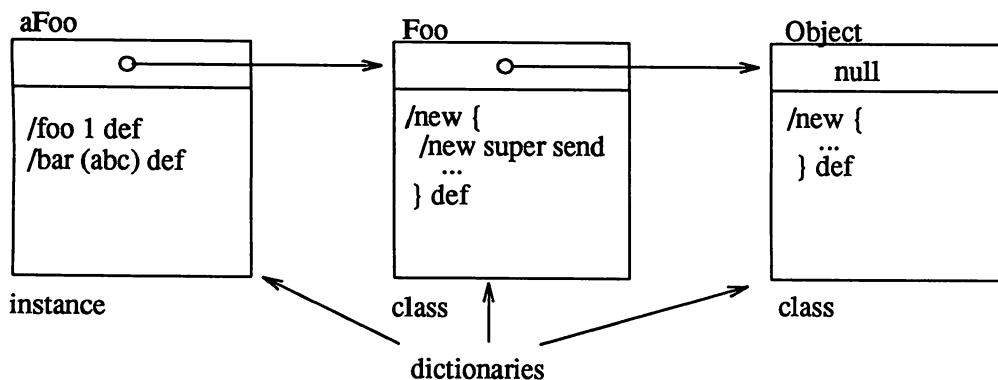 aFoo
/foo 1 def
/bar (abc) def
instance
Foo
/new {
/new super send
...
} def
class
Object
null
/new {
...
} def
class
dictionaries